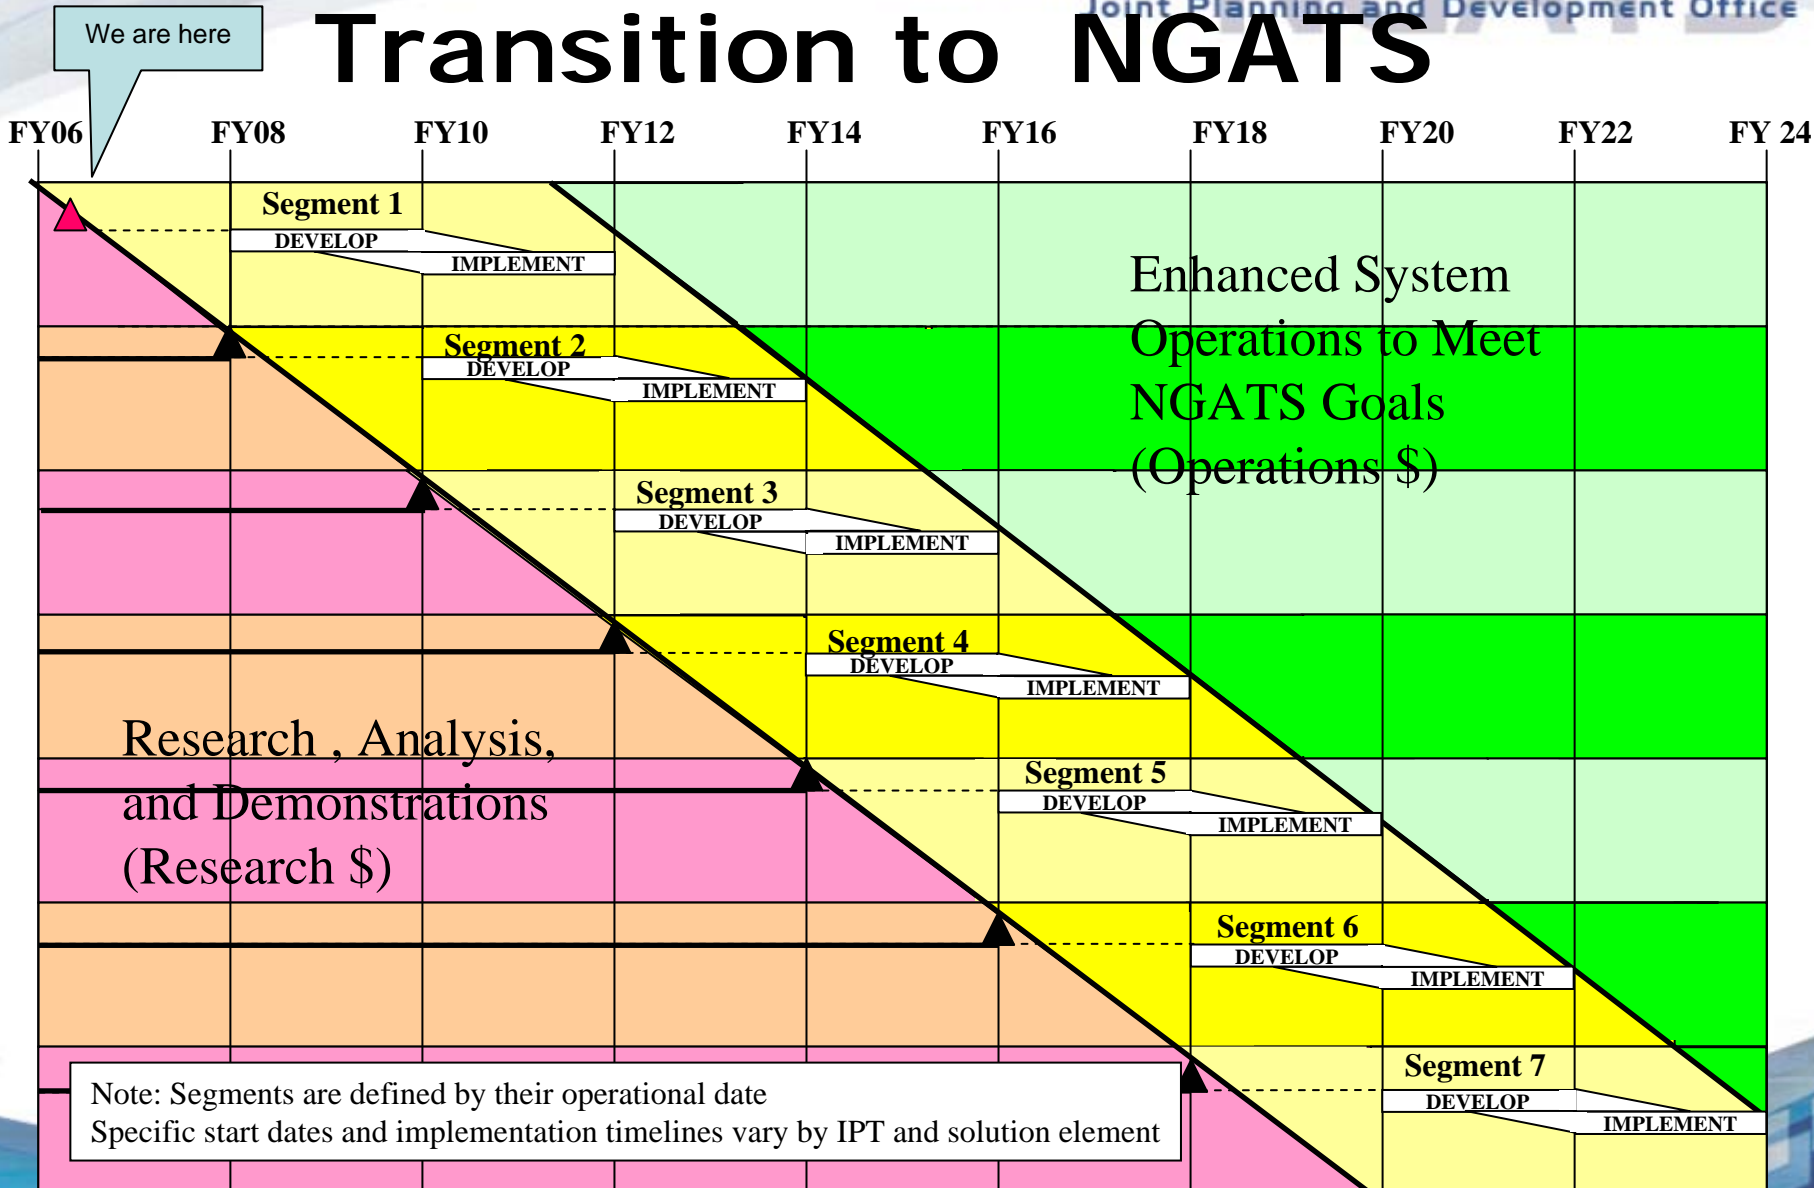 Joint Planning and Development Office
We are here
Transition to NGATS
FY06 FY08 FY10 FY12 FY14 FY16 FY18 FY20 FY22 FY 24
Segment 1
DEVELOP
IMPLEMENT
Segment 2
DEVELOP
IMPLEMENT
Segment 3
DEVELOP
IMPLEMENT
Segment 4
DEVELOP
IMPLEMENT
Segment 5
DEVELOP
IMPLEMENT
Segment 6
DEVELOP
IMPLEMENT
Segment 7
DEVELOP
IMPLEMENT
Enhanced System
Operations to Meet
NGATS Goals
(Operations $)
Research , Analysis,
and Demonstrations
(Research $)
Note: Segments are defined by their operational date
Specific start dates and implementation timelines vary by IPT and solution element